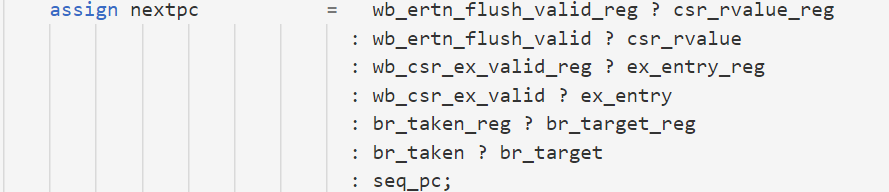 assign nextpc = wb_ertn_flush_valid_reg ? csr_rvalue_reg
: wb_ertn_flush_valid ? csr_rvalue
: wb_csr_ex_valid_reg ? ex_entry_reg
: wb_csr_ex_valid ? ex_entry
: br_taken_reg ? br_target_reg
: br_taken ? br_target
: seq_pc;